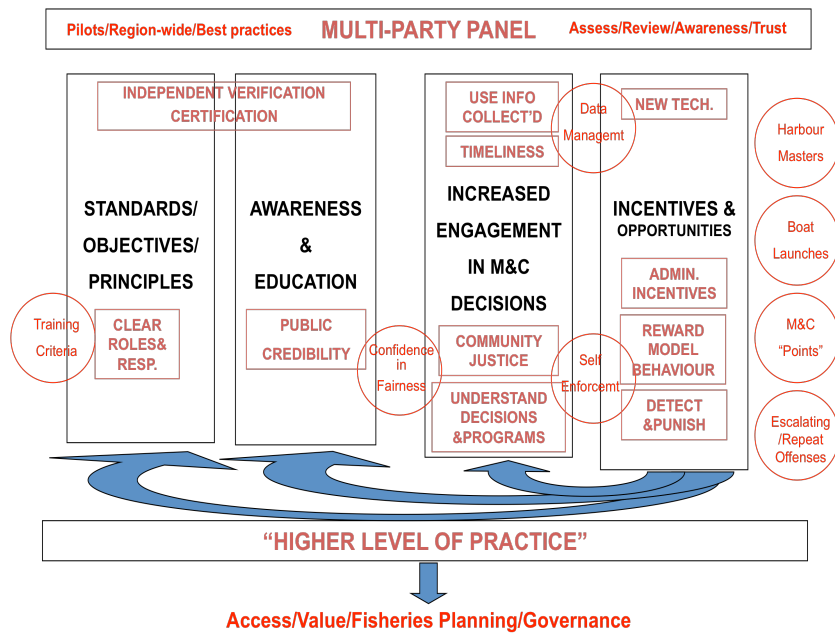 Pilots/Region-wide/Best practices
MULTI-PARTY PANEL
Assess/Review/Awareness/Trust
INDEPENDENT VERIFICATION
CERTIFICATION
STANDARDS/
OBJECTIVES/
PRINCIPLES
Training
Criteria
CLEAR
ROLES&
RESP.
AWARENESS
&
EDUCATION
PUBLIC
CREDIBILITY
Confidence
in
Fairness
USE INFO
COLLECT'D
TIMELINESS
Data
Managemt
INCREASED
ENGAGEMENT
IN M&C
DECISIONS
COMMUNITY
JUSTICE
UNDERSTAND
DECISIONS
&PROGRAMS
Self
Enforcemt
NEW TECH.
INCENTIVES &
OPPORTUNITIES
ADMIN.
INCENTIVES
REWARD
MODEL
BEHAVIOUR
DETECT
&PUNISH
Harbour
Masters
Boat
Launches
M&C
“Points”
Escalating
/Repeat
Offenses
“HIGHER LEVEL OF PRACTICE”
Access/Value/Fisheries Planning/Governance